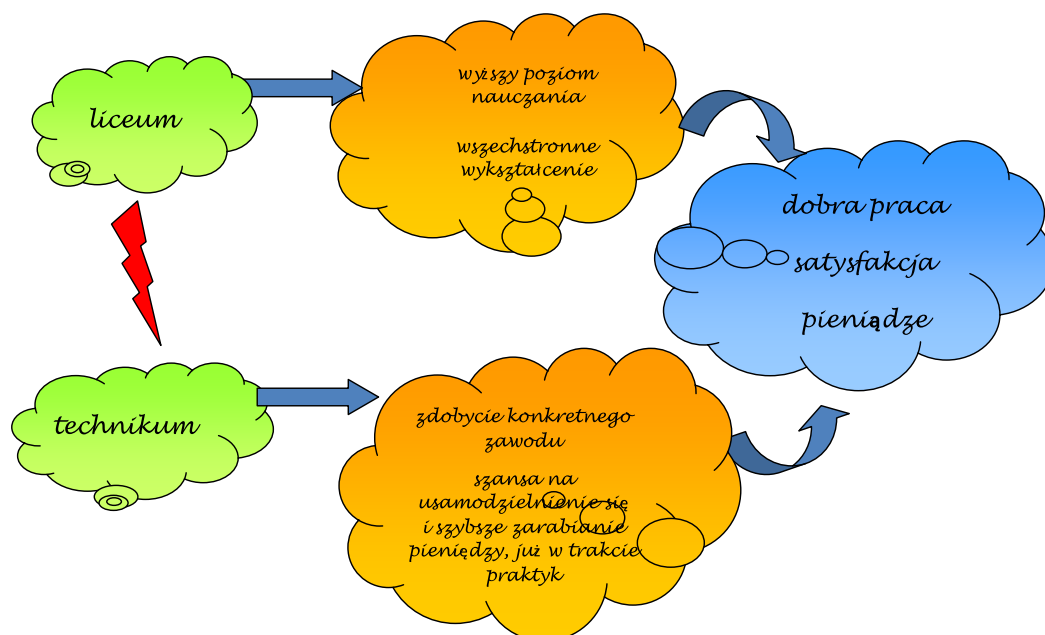 liceum
wyższy poziom
nauczania
wszechstronne
wykształcenie
dobra praca
satysfakcja
pieniądze
technikum
zdobycie konkretnego
zawodu
szansa na
usamodzielnienie się
i szybsze zarabianie
pieniędzy, już w trakcie
praktyk